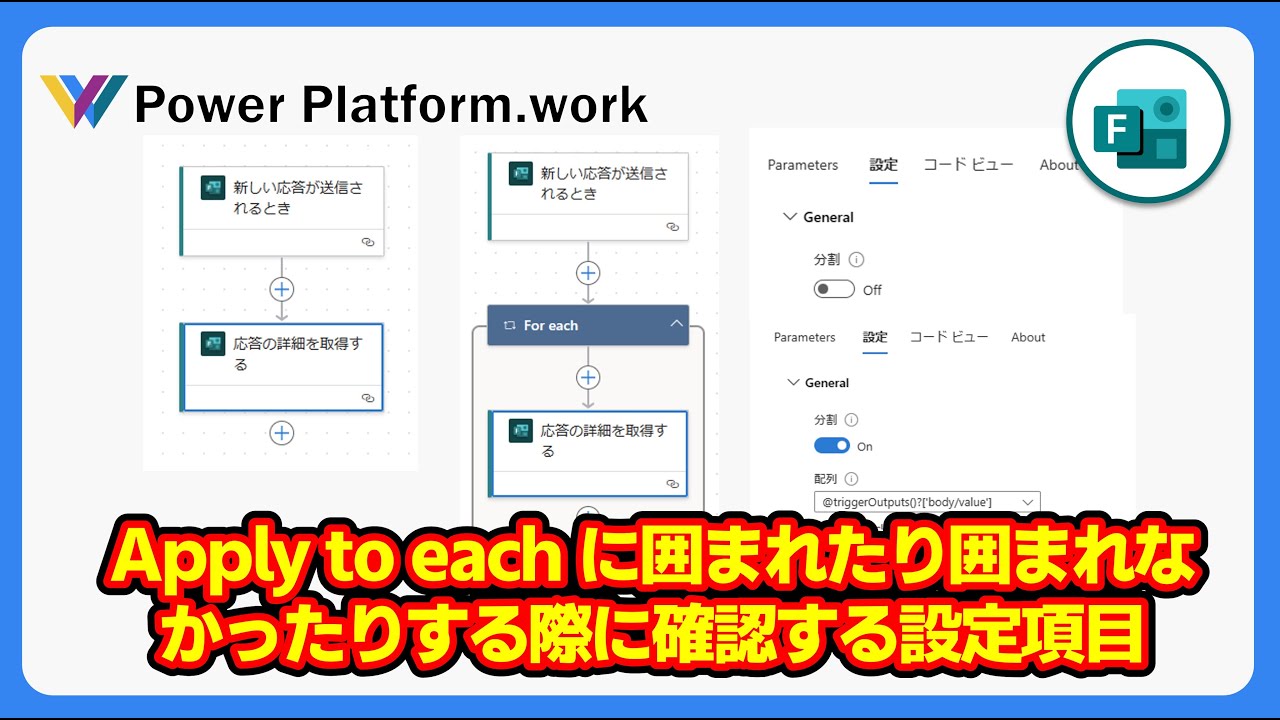 Power Platform.work
F
新しい応答が送信さ
れるとき
応答の詳細を取得す
る
新しい応答が送信さ
れるとき
For each
応答の詳細を取得す
る
Parameters 設定 コード ビュー About
General
分割
Off
Parameters 設定 コード ビュー About
General
分割
On
配列
@triggerOutputs()?['body/value']
Apply to each に囲まれたり囲まれな
かったりする際に確認する設定項目